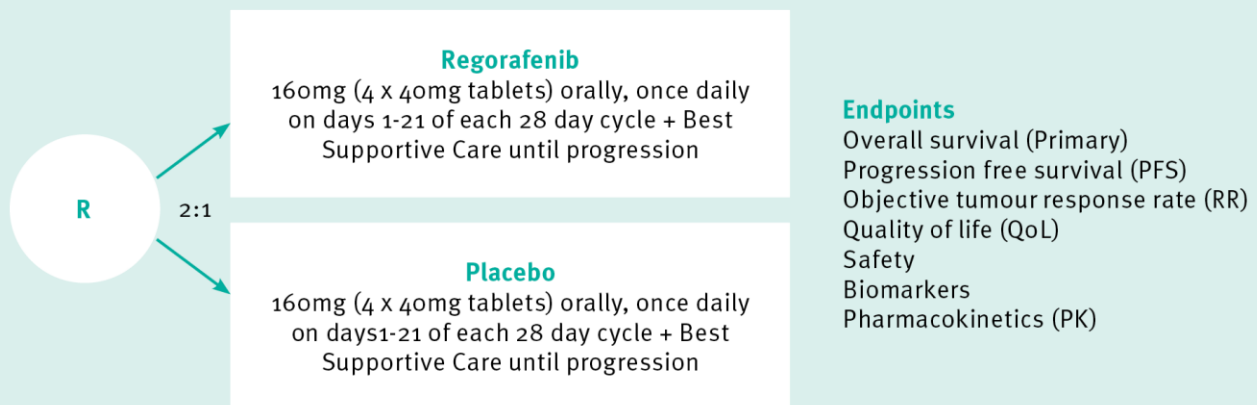 R
2:1
Regorafenib
160mg (4 x 40mg tablets) orally, once daily
on days 1-21 of each 28 day cycle + Best
Supportive Care until progression
Placebo
160mg (4 x 40mg tablets) orally, once daily
on days1-21 of each 28 day cycle + Best
Supportive Care until progression
Endpoints
Overall survival (Primary)
Progression free survival (PFS)
Objective tumour response rate (RR)
Quality of life (QoL)
Safety
Biomarkers
Pharmacokinetics (PK)